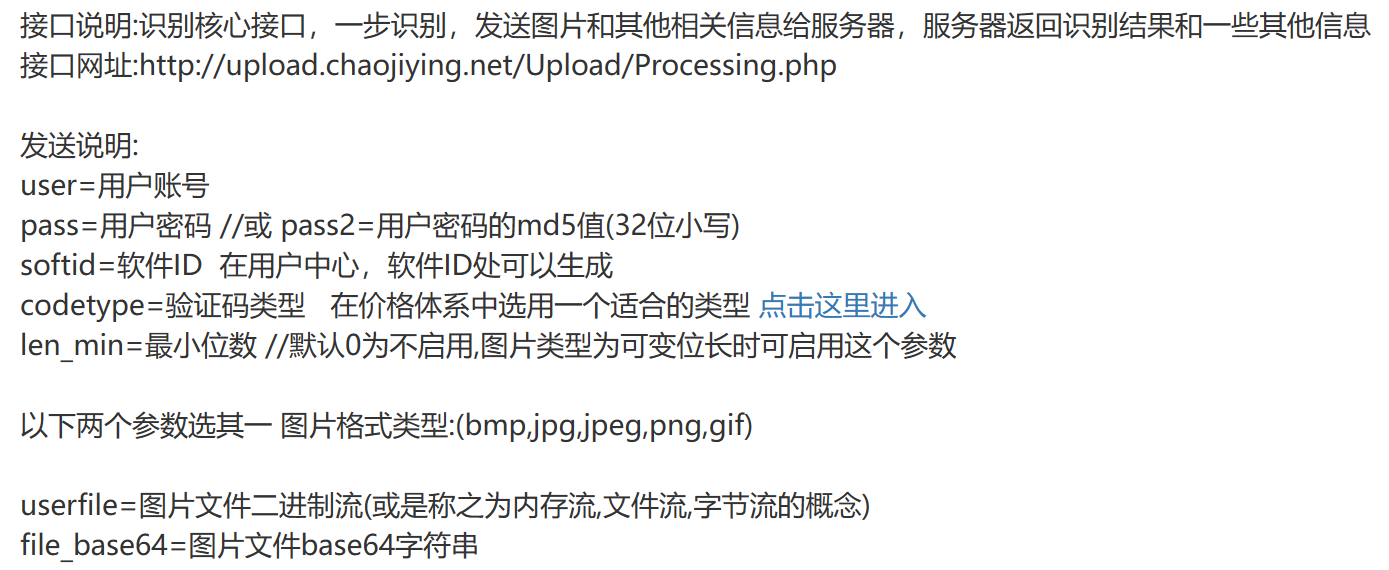 接口说明:识别核心接口，一步识别，发送图片和其他相关信息给服务器，服务器返回识别结果和一些其他信息
接口网址:http://upload.chaojiying.net/Upload/Processing.php
发送说明:
user=用户账号
pass=用户密码 //或 pass2=用户密码的md5值(32位小写)
softid=软件ID  在用户中心，软件ID处可以生成
codetype=验证码类型   在价格体系中选用一个适合的类型 点击这里进入
len_min=最小位数 //默认0为不启用,图片类型为可变位长时可启用这个参数
以下两个参数选其一 图片格式类型:(bmp,jpg,jpeg,png,gif)
userfile=图片文件二进制流(或是称之为内存流,文件流,字节流的概念)
file_base64=图片文件base64字符串